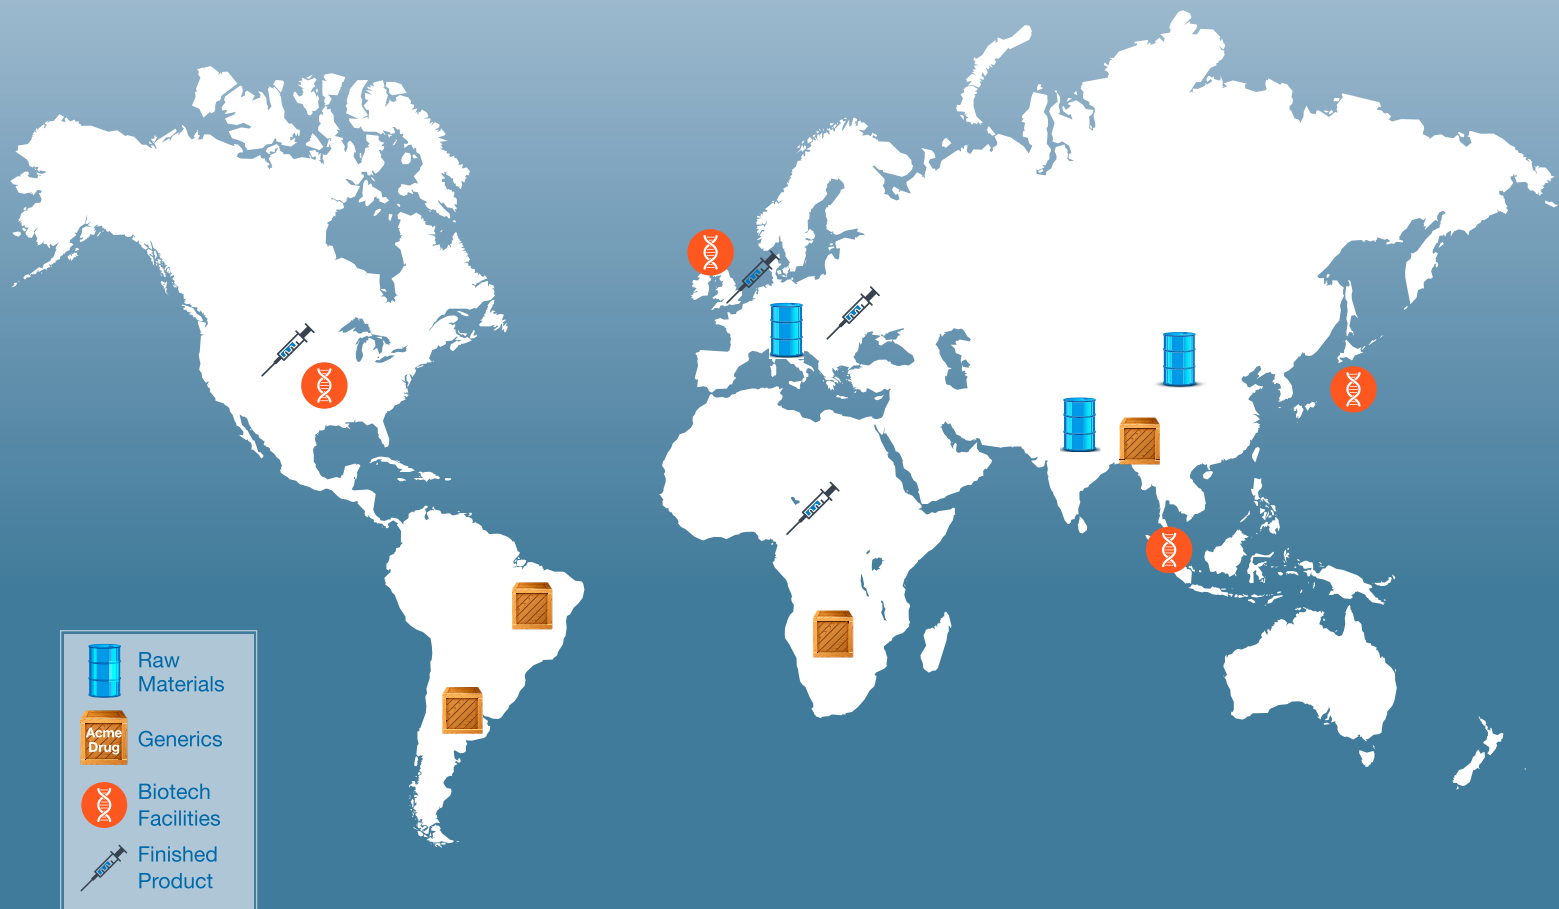 Raw
Materials
Acme
Drug
Generics
Biotech
Facilities
Finished
Product